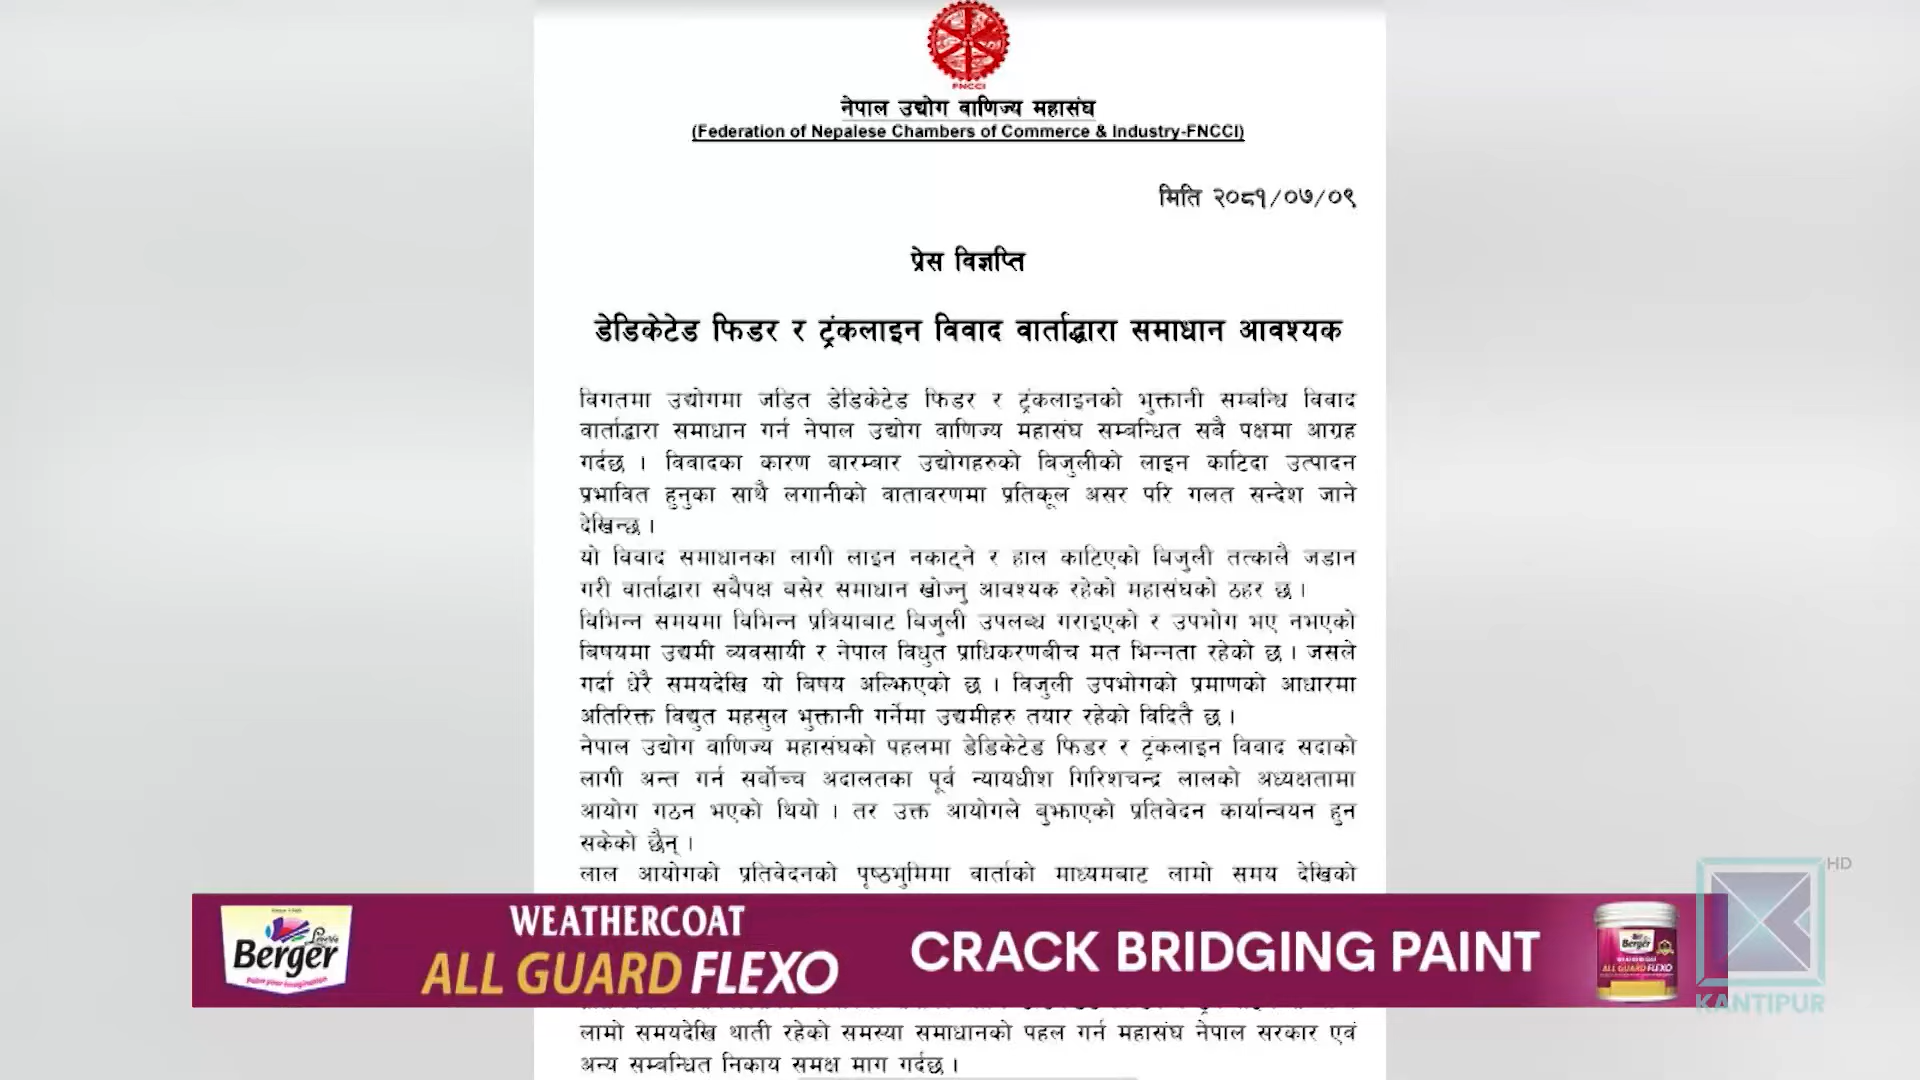 FNCCI
नेपाल उद्योग वाणिज्य महासंघ
(Federation of Nepalese Chambers of Commerce & Industry-FNCCI)
मिति २०८१/०७/०९
प्रेस विज्ञप्ति
डेडिकेटेड फिडर र ट्रंकलाइन विवाद वार्ताद्धारा समाधान आवश्यक
विगतमा उद्योगमा जडित डेडिकेटेड फिडर र ट्रंकलाइनको भुक्तानी सम्बन्धि विवाद
वार्ताद्धारा समाधान गर्न नेपाल उद्योग वाणिज्य महासंघ सम्बन्धित सबै पक्षमा आग्रह
गर्दछ । विबादका कारण बारम्बार उद्योगहरुको बिजुलीको लाइन काटिदा उत्पादन
प्रभावित हुनुका साथै लगानीको वातावरणमा प्रतिकूल असर परि गलत सन्देश जाने
देखिन्छ ।
यो विवाद समाधानका लागी लाइन नकाट्ने र हाल काटिएको बिजुली तत्कालै जडान
गरी वार्ताद्धारा सबैपक्ष बसेर समाधान खोज्नु आवश्यक रहेको महासंघको ठहर छ ।
विभिन्न समयमा विभिन्न प्रत्रियाबाट बिजुली उपलब्ध गराइएको र उपभोग भए नभएको
बिषयमा उद्यमी व्यवसायी र नेपाल विधुत प्राधिकरणबीच मत भिन्नता रहेको छ । जसले
गर्दा धेरै समयदेखि यो बिषय अल्झिएको छ । बिजुली उपभोगको प्रमाणको आधारमा
अतिरिक्त विद्युत महसुल भुक्तानी गर्नेमा उद्यमीहरु तयार रहेको बिदितै छ ।
नेपाल उद्योग वाणिज्य महासंघको पहलमा डेडिकेटेड फिडर र ट्रंकलाइन विवाद सदाको
लागी अन्त गर्न सर्बोच्च अदालतका पूर्व न्यायधीश गिरिशचन्द्र लालको अध्यक्षतामा
आयोग गठन भएको थियो । तर उक्त आयोगले बुझाएको प्रतिबेदन कार्यान्वयन हुन
सकेको छैन् ।
लाल आयोगको प्रतिबेदनको पृष्ठभुमिमा बार्ताको माध्यमबाट लामो समय देखिको
Berger
Paint your imagination
WEATHERCOAT
ALL GUARD FLEXO
CRACK BRIDGING PAINT
Berger
ALL GUARD FLEXO
HD
KANTIPUR
लामो समयदेखि थाती रहेको समस्या समाधानको पहल गर्न महासंघ नेपाल सरकार एवं
अन्य सम्बन्धित निकाय समक्ष माग गर्दछ ।